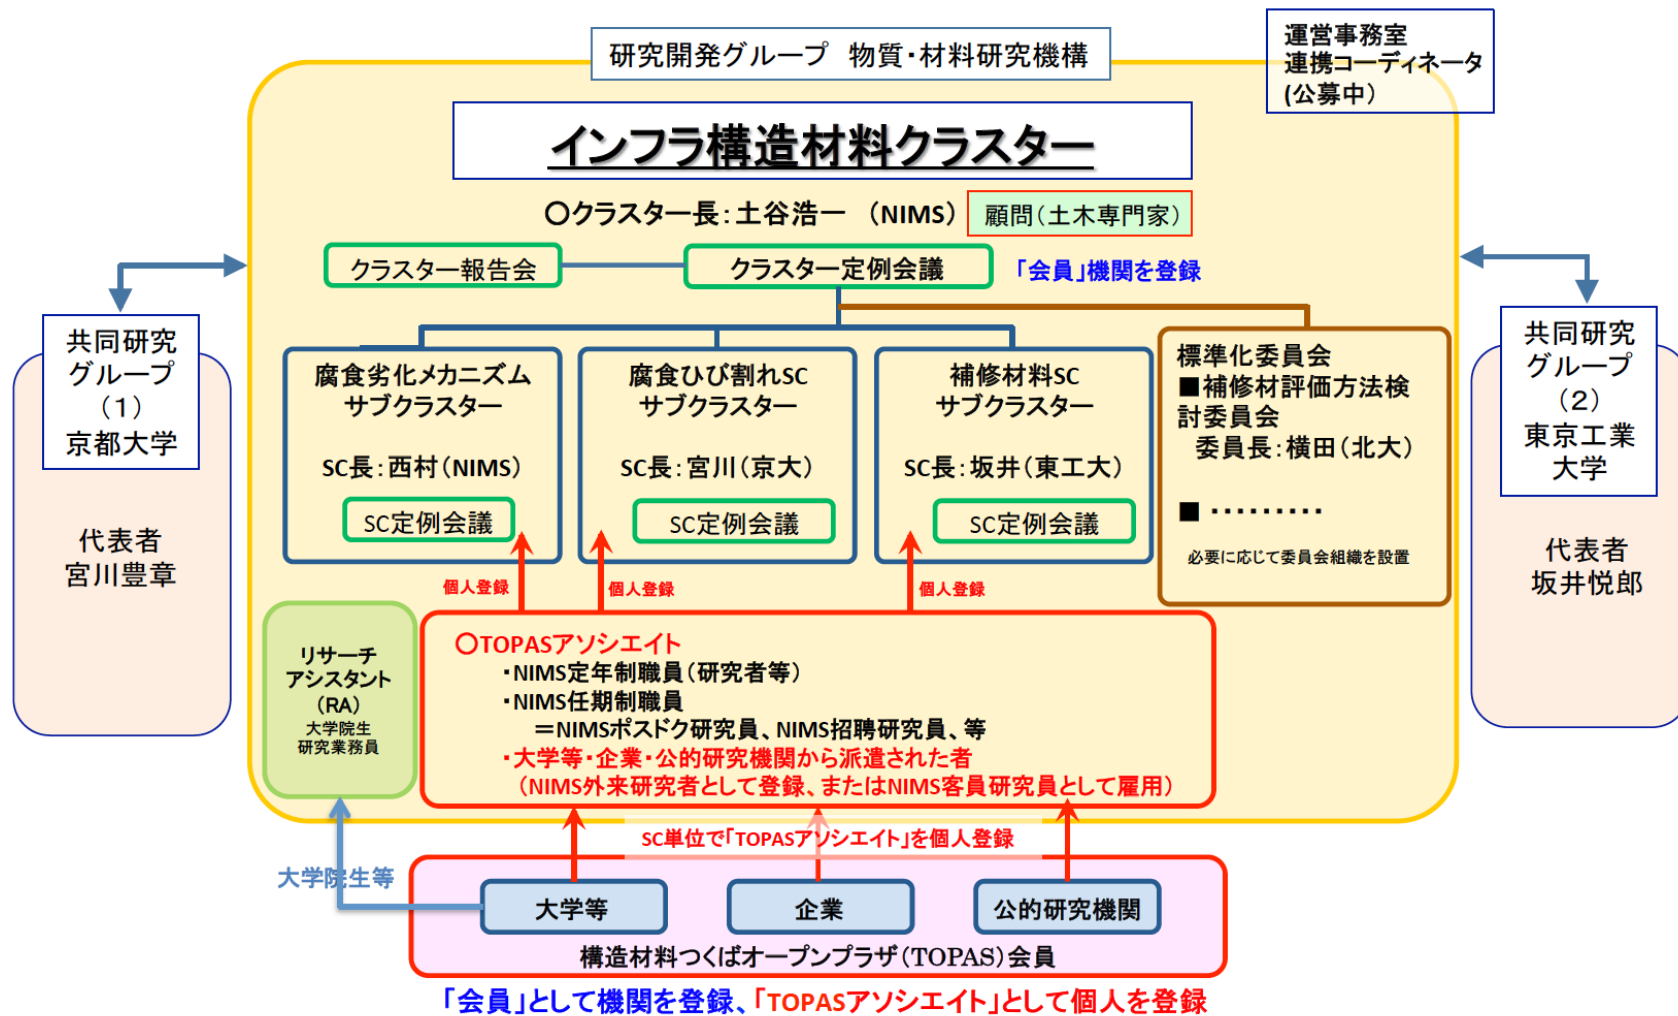 研究開発グループ　物質・材料研究機構
運営事務室
連携コーディネータ
(公募中)
インフラ構造材料クラスター
〇クラスター長：土谷浩一　（NIMS）
顧問（土木専門家）
クラスター報告会
クラスター定例会議
「会員」機関を登録
共同研究
グループ
（１）
京都大学
代表者
宮川豊章
腐食劣化メカニズム
サブクラスター
SC長：西村（NIMS）
SC定例会議
腐食ひび割れSC
サブクラスター
SC長：宮川（京大）
SC定例会議
補修材料SC
サブクラスター
SC長：坂井（東工大）
SC定例会議
標準化委員会
■補修材評価方法検
討委員会
委員長：横田（北大）
■ ・・・・・・・・・
必要に応じて委員会組織を設置
共同研究
グループ
（２）
東京工業
大学
代表者
坂井悦郎
個人登録
個人登録
個人登録
リサーチ
アシスタント
（RA）
大学院生
研究業務員
〇TOPASアソシエイト
・NIMS定年制職員（研究者等）
・NIMS任期制職員
＝NIMSポスドク研究員、NIMS招聘研究員、等
・大学等・企業・公的研究機関から派遣された者
（NIMS外来研究者として登録、またはNIMS客員研究員として雇用）
SC単位で「TOPASアソシエイト」を個人登録
大学院生等
大学等
企業
公的研究機関
構造材料つくばオープンプラザ（TOPAS）会員
「会員」として機関を登録、「TOPASアソシエイト」として個人を登録